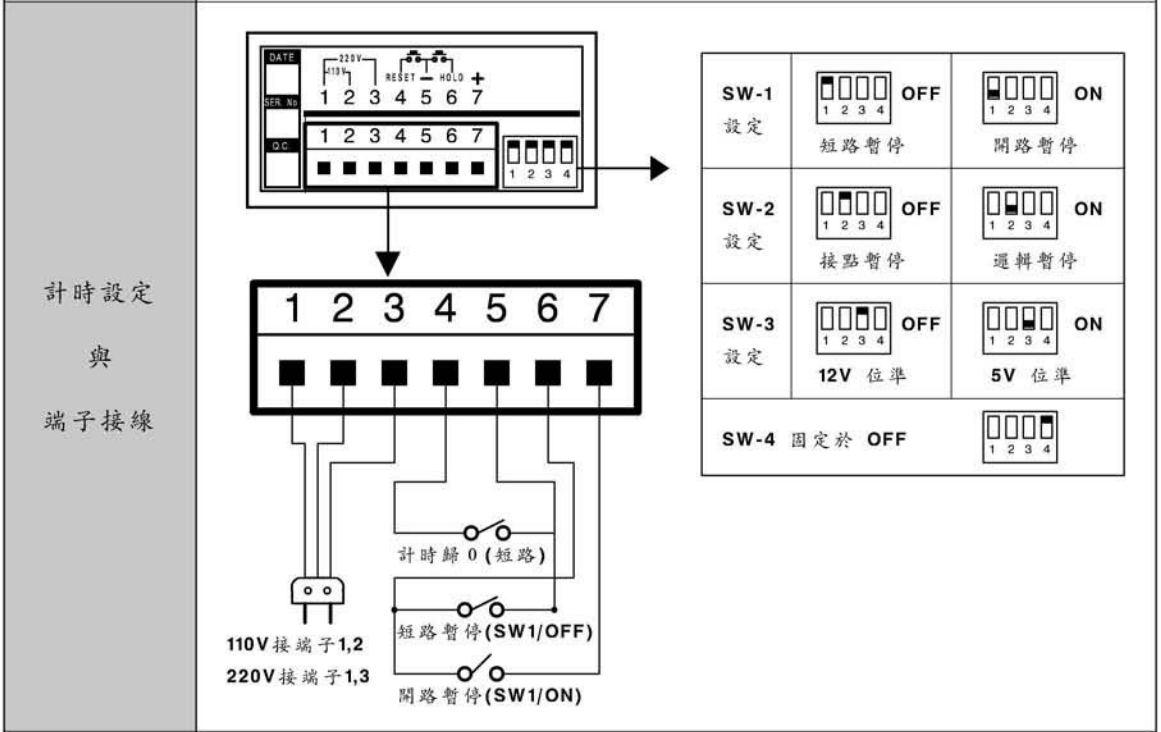 計時設定
與
端子接線
DATE
SER. No
Q.C.
220V
110V
RESET − HOLD +
1 2 3 4 5 6 7
1 2 3 4 5 6 7
1 2 3 4
1 2 3 4 5 6 7
計時歸 0 (短路)
短路暫停(SW1/OFF)
開路暫停(SW1/ON)
110V接端子1,2
220V接端子1,3
SW-1
設定
1 2 3 4
OFF
短路暫停
1 2 3 4
ON
開路暫停
SW-2
設定
1 2 3 4
OFF
接點暫停
1 2 3 4
ON
邏輯暫停
SW-3
設定
1 2 3 4
OFF
12V 位準
1 2 3 4
ON
5V 位準
SW-4 固定於 OFF
1 2 3 4